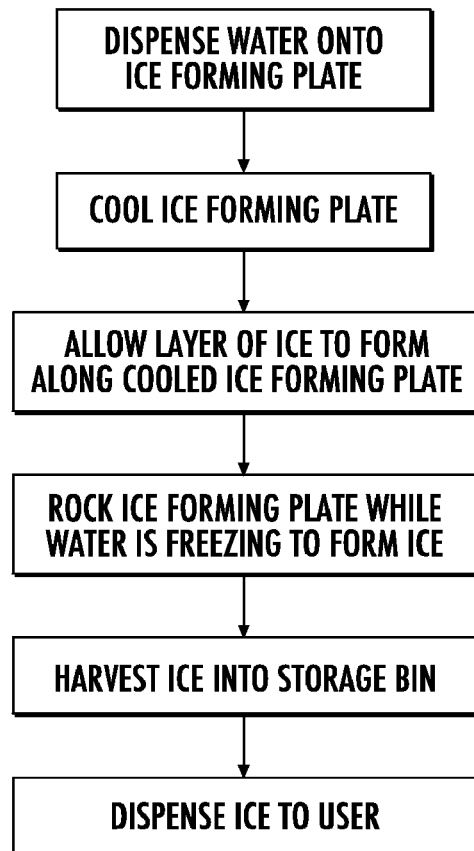 DISPENSE WATER ONTO
ICE FORMING PLATE
COOL ICE FORMING PLATE
ALLOW LAYER OF ICE TO FORM
ALONG COOLED ICE FORMING PLATE
ROCK ICE FORMING PLATE WHILE
WATER IS FREEZING TO FORM ICE
HARVEST ICE INTO STORAGE BIN
DISPENSE ICE TO USER